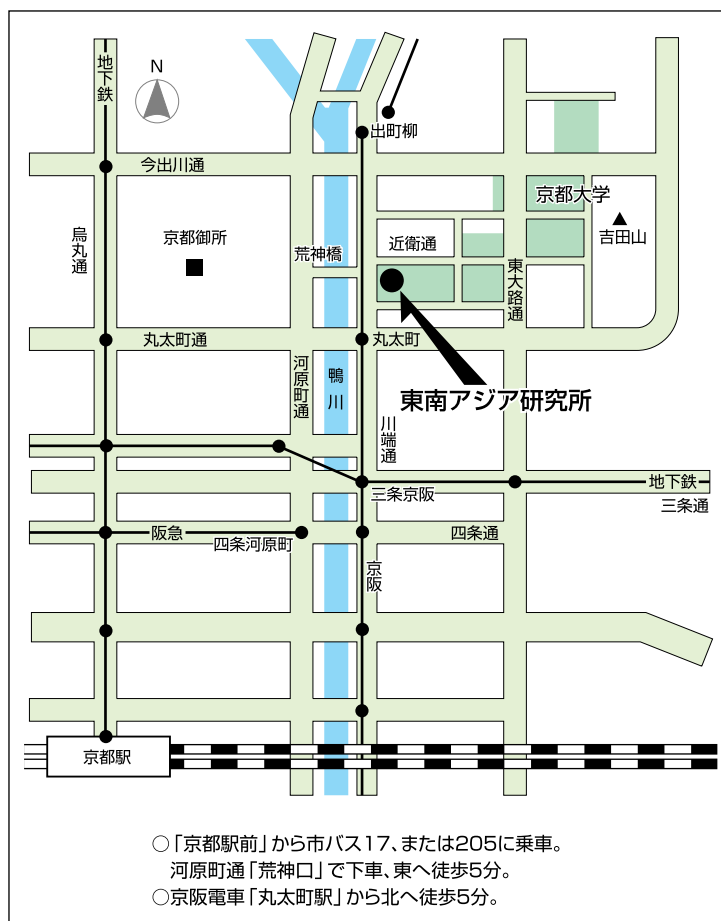 地下鉄
N
出町柳
今出川通
京都大学
烏丸通
京都御所
荒神橋
近衛通
吉田山
東大路通
丸太町通
丸太町
河原町通
鴨川
東南アジア研究所
川端通
三条京阪
地下鉄
三条通
阪急
四条河原町
四条通
京阪
京都駅
○「京都駅前」から市バス17、または205に乗車。
河原町通「荒神口」で下車、東へ徒歩5分。
○京阪電車「丸太町駅」から北へ徒歩5分。